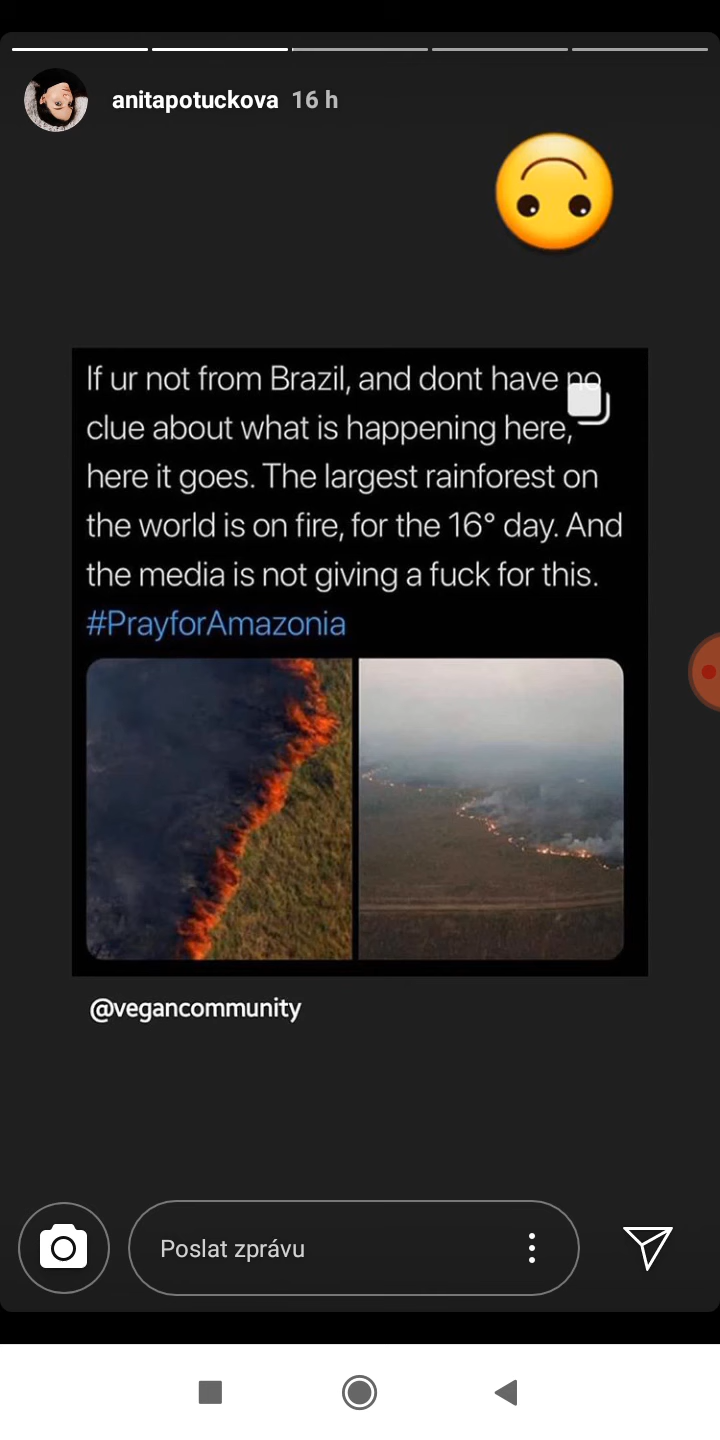 anitapotuckova 16 h
If ur not from Brazil, and dont have no
clue about what is happening here,
here it goes. The largest rainforest on
the world is on fire, for the 16° day. And
the media is not giving a fuck for this.
#PrayforAmazonia
@vegancommunity
Poslat zprávu